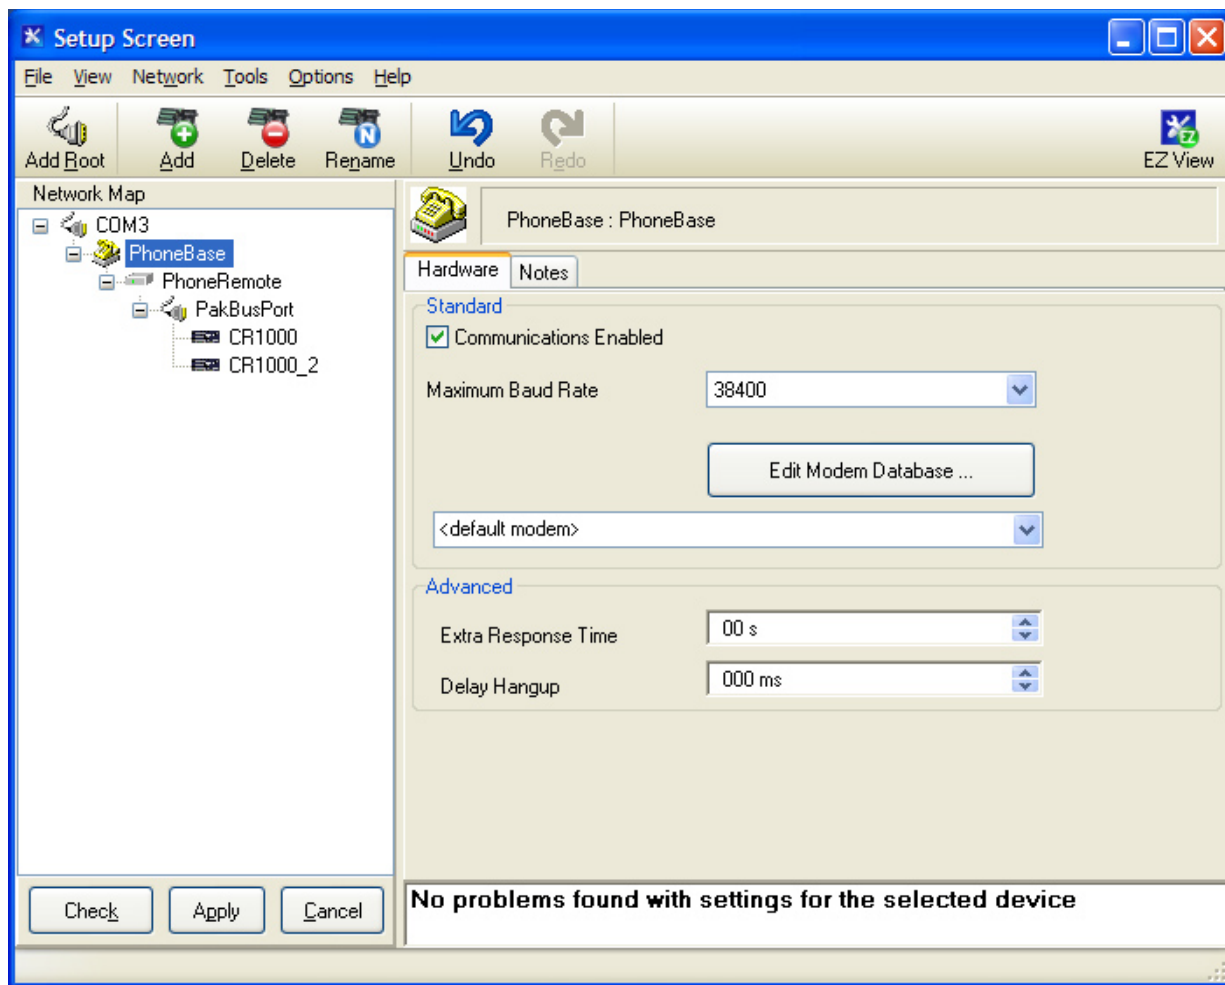 Setup Screen
File View Network Tools Options Help
Add Root Add Delete Rename Undo Redo EZ View
Network Map
COM3
PhoneBase
PhoneRemote
PakBusPort
CR1000
CR1000_2
Check Apply Cancel
PhoneBase : PhoneBase
Hardware Notes
Standard
Communications Enabled
Maximum Baud Rate 38400
Edit Modem Database ...
<default modem>
Advanced
Extra Response Time 00 s
Delay Hangup 000 ms
No problems found with settings for the selected device